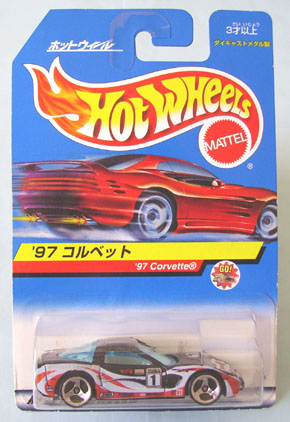 ホットウィール
3才以上
ダイキャストメタル製
HOT WHEELS
MATTEL
'97 コルベット
'97 Corvette®
GO!
1